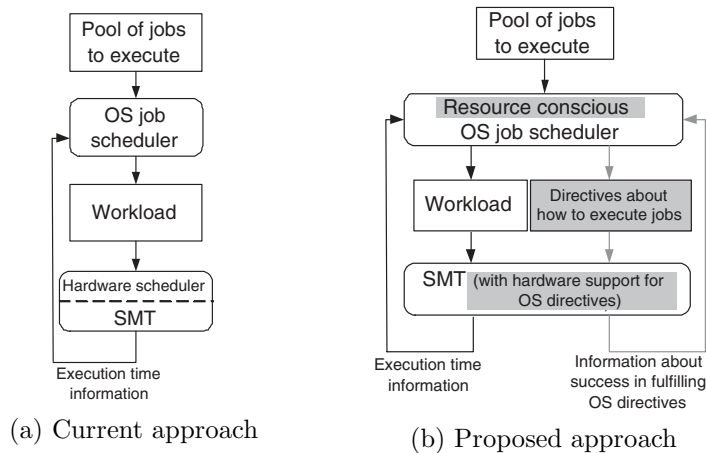 Pool of jobs
to execute
OS job
scheduler
Workload
Hardware scheduler
SMT
Execution time
information
(a) Current approach
Pool of jobs
to execute
Resource conscious
OS job scheduler
Workload
Directives about
how to execute jobs
SMT (with hardware support for
OS directives)
Execution time
information
Information about
success in fulfilling
OS directives
(b) Proposed approach